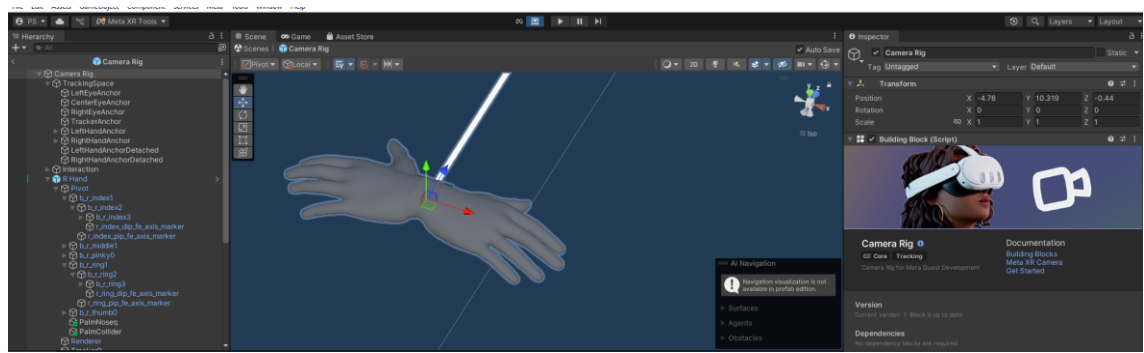 PS
Meta XR Tools
Layers
Layout
Hierarchy
All
Camera Rig
Camera Rig
TrackingSpace
LeftEyeAnchor
CenterEyeAnchor
RightEyeAnchor
TrackerAnchor
LeftHandAnchor
RightHandAnchor
LeftHandAnchorDetached
RightHandAnchorDetached
Interaction
R Hand
Pivot
b_r_index1
b_r_index2
b_r_index3
r_index_dip_fe_axis_marker
r_index_pip_fe_axis_marker
b_r_middle1
b_r_pinky0
b_r_ring1
b_r_ring2
b_r_ring3
r_ring_dip_fe_axis_marker
r_ring_pip_fe_axis_marker
b_r_thumb0
PalmNoseq
PalmCollider
Renderer
Scene
Game
Asset Store
Scenes
Camera Rig
Auto Save
Pivot
Local
2D
y
z
x
Iso
AI Navigation
Navigation visualization is not
available in prefab edition.
Surfaces
Agents
Obstacles
Inspector
Camera Rig
Static
Tag Untagged
Layer Default
Transform
Position X -4.76 Y 10.319 Z -0.44
Rotation X 0 Y 0 Z 0
Scale X 1 Y 1 Z 1
Building Block (Script)
Camera Rig
Core Tracking
Camera Rig for Meta Quest Development
Documentation
Building Blocks
Meta XR Camera
Get Started
Version
Current version: 1. Block is up to date
Dependencies
No dependency blocks are required.